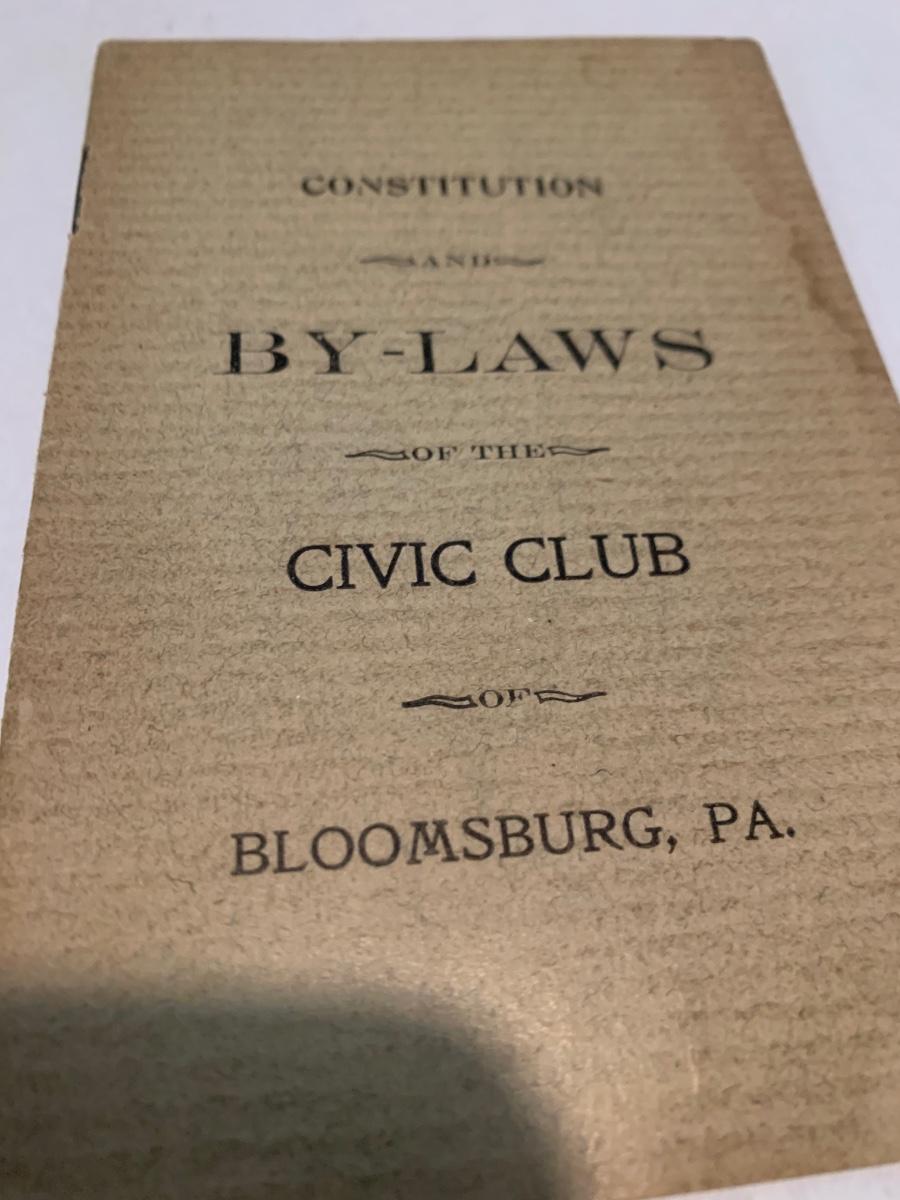 CONSTITUTION
AND
BY-LAWS
OF THE
CIVIC CLUB
OF
BLOOMSBURG, PA.